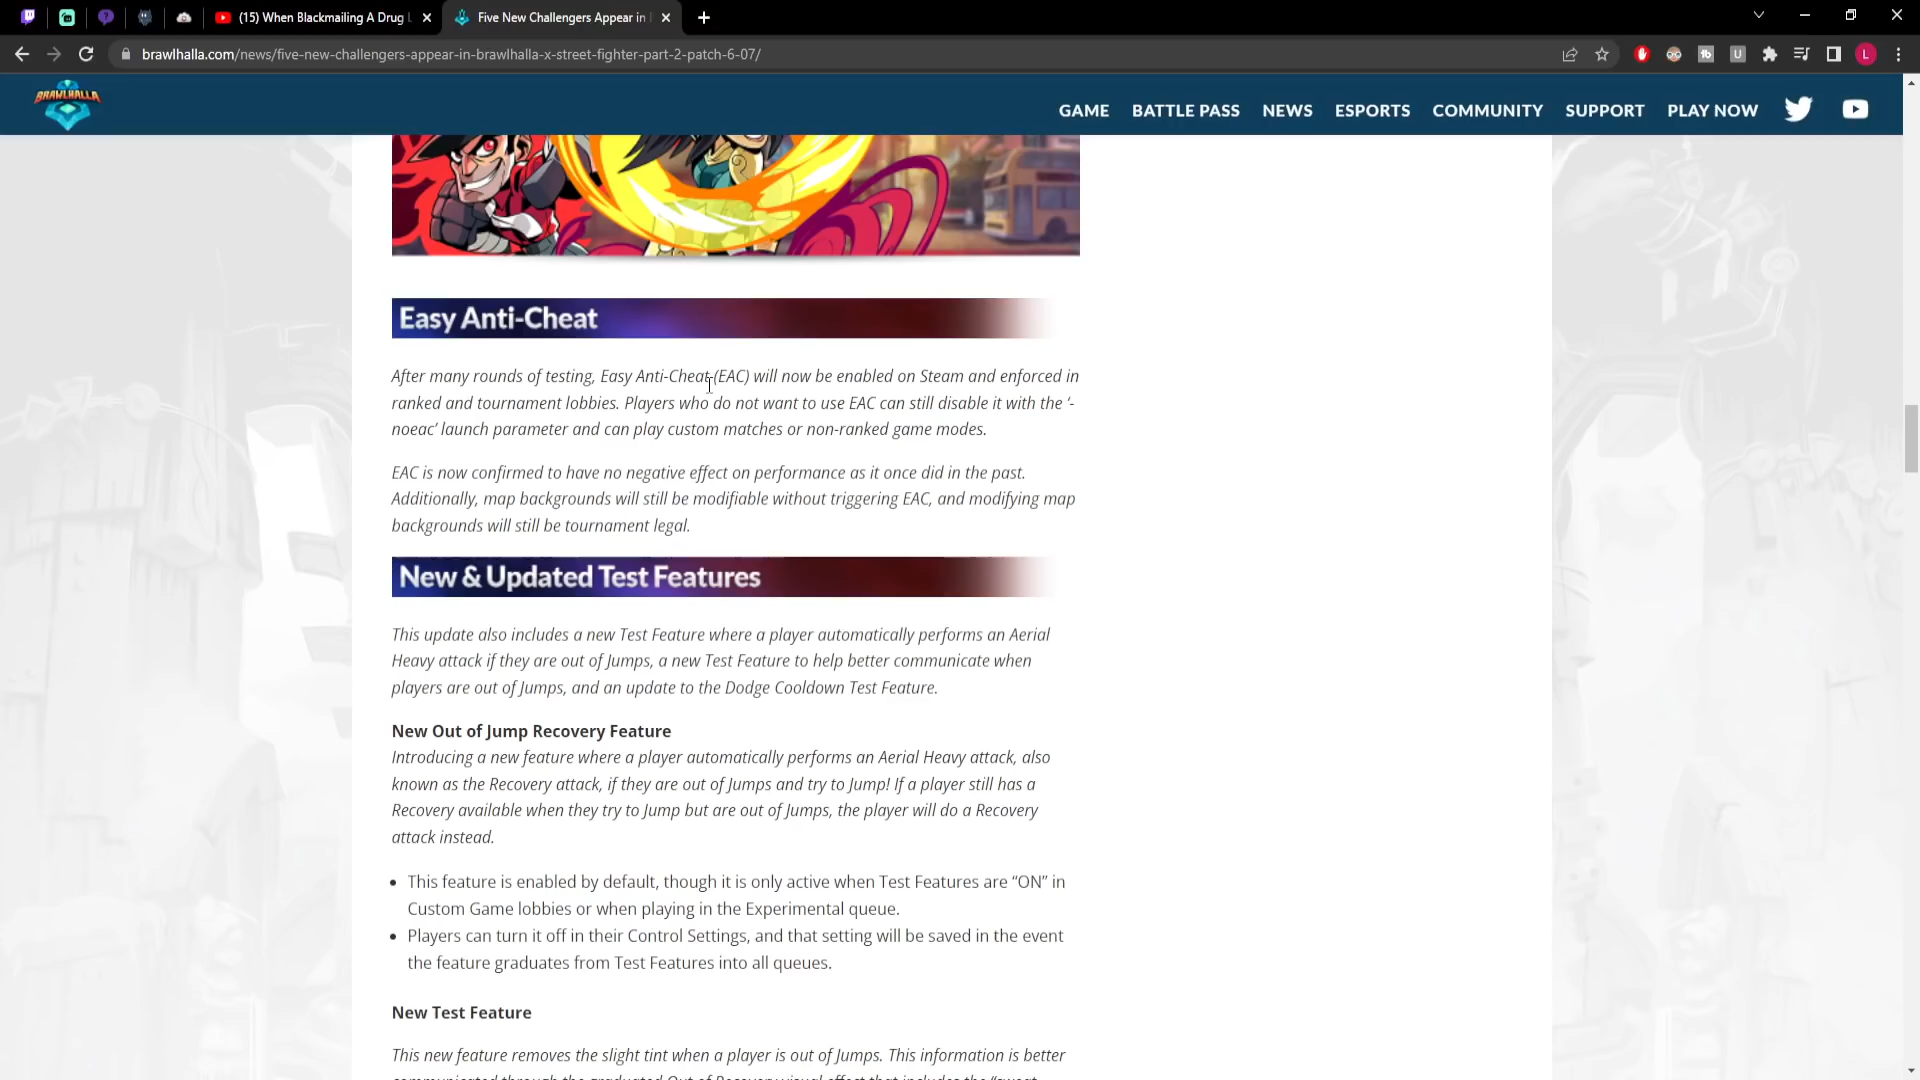 (15) When Blackmailing A Drug
Five New Challengers Appear in
brawlhalla.com/news/five-new-challengers-appear-in-brawlhalla-x-street-fighter-part-2-patch-6-07/
L
BRAWLHALLA
GAME BATTLE PASS NEWS ESPORTS COMMUNITY SUPPORT PLAY NOW
Easy Anti-Cheat
After many rounds of testing, Easy Anti-Cheat (EAC) will now be enabled on Steam and enforced in
ranked and tournament lobbies. Players who do not want to use EAC can still disable it with the ‘-
noeac’ launch parameter and can play custom matches or non-ranked game modes.
EAC is now confirmed to have no negative effect on performance as it once did in the past.
Additionally, map backgrounds will still be modifiable without triggering EAC, and modifying map
backgrounds will still be tournament legal.
New & Updated Test Features
This update also includes a new Test Feature where a player automatically performs an Aerial
Heavy attack if they are out of Jumps, a new Test Feature to help better communicate when
players are out of Jumps, and an update to the Dodge Cooldown Test Feature.
New Out of Jump Recovery Feature
Introducing a new feature where a player automatically performs an Aerial Heavy attack, also
known as the Recovery attack, if they are out of Jumps and try to Jump! If a player still has a
Recovery available when they try to Jump but are out of Jumps, the player will do a Recovery
attack instead.
• This feature is enabled by default, though it is only active when Test Features are “ON” in
Custom Game lobbies or when playing in the Experimental queue.
• Players can turn it off in their Control Settings, and that setting will be saved in the event
the feature graduates from Test Features into all queues.
New Test Feature
This new feature removes the slight tint when a player is out of Jumps. This information is better